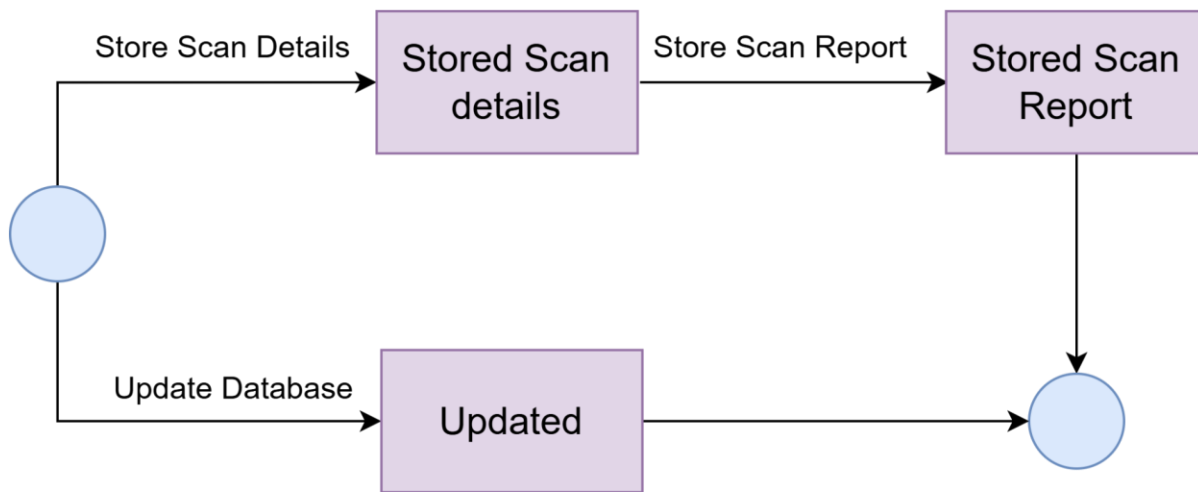 Store Scan Details
Stored Scan
details
Store Scan Report
Stored Scan
Report
Update Database
Updated